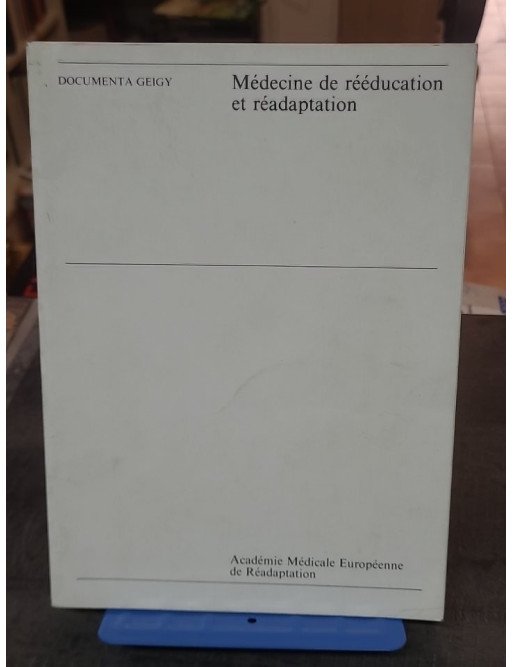 DOCUMENTA GEIGY
Médecine de rééducation
et réadaptation
Académie Médicale Européenne
de Réadaptation